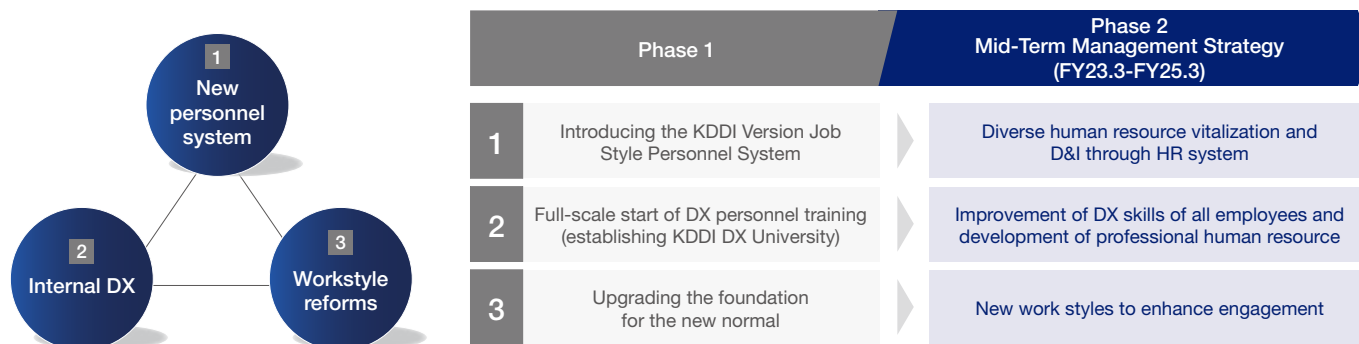 1
New
personnel
system
2
Internal DX
3
Workstyle
reforms
Phase 1
Phase 2
Mid-Term Management Strategy
(FY23.3-FY25.3)
1
Introducing the KDDI Version Job
Style Personnel System
Diverse human resource vitalization and
D&I through HR system
2
Full-scale start of DX personnel training
(establishing KDDI DX University)
Improvement of DX skills of all employees and
development of professional human resource
3
Upgrading the foundation
for the new normal
New work styles to enhance engagement